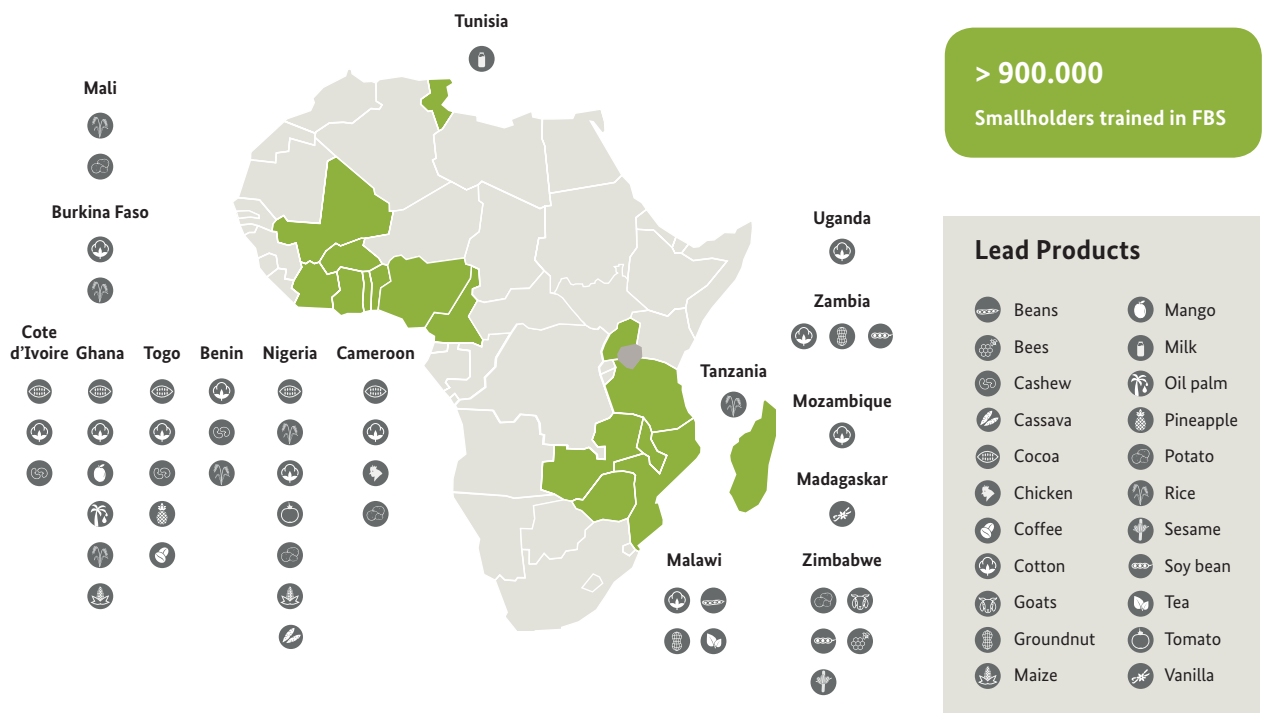 Tunisia
Mali
Burkina Faso
Cote
d'Ivoire
Ghana
Togo
Benin
Nigeria
Cameroon
Uganda
Zambia
Tanzania
Mozambique
Madagaskar
Malawi
Zimbabwe
> 900.000
Smallholders trained in FBS
Lead Products
Beans
Bees
Cashew
Cassava
Cocoa
Chicken
Coffee
Cotton
Goats
Groundnut
Maize
Mango
Milk
Oil palm
Pineapple
Potato
Rice
Sesame
Soy bean
Tea
Tomato
Vanilla